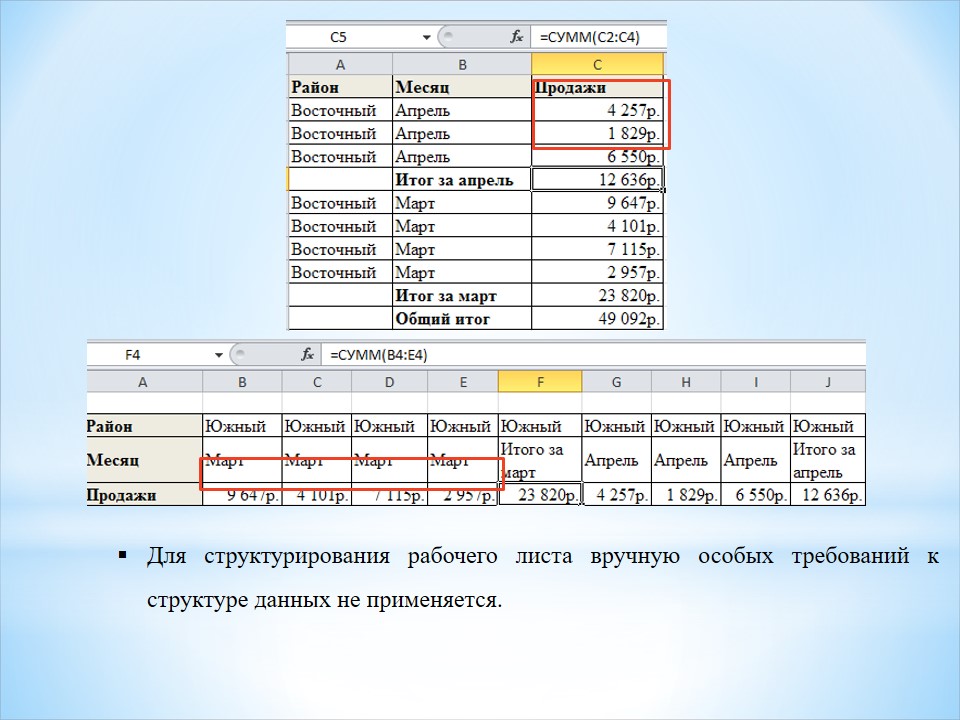 C5 fx =СУММ(C2:C4)
A B C
Район Месяц Продажи
Восточный Апрель 4 257р.
Восточный Апрель 1 829р.
Восточный Апрель 6 550р.
Итог за апрель 12 636р.
Восточный Март 9 647р.
Восточный Март 4 101р.
Восточный Март 7 115р.
Восточный Март 2 957р.
Итог за март 23 820р.
Общий итог 49 092р.
F4 fx =СУММ(B4:E4)
A B C D E F G H I J
Район Южный Южный Южный Южный Южный Южный Южный Южный Южный
Месяц Март Март Март Март Итого за март Апрель Апрель Апрель Итого за апрель
Продажи 9 647р. 4 101р. 7 115р. 2 957р. 23 820р. 4 257р. 1 829р. 6 550р. 12 636р.
▪ Для структурирования рабочего листа вручную особых требований к
структуре данных не применяется.